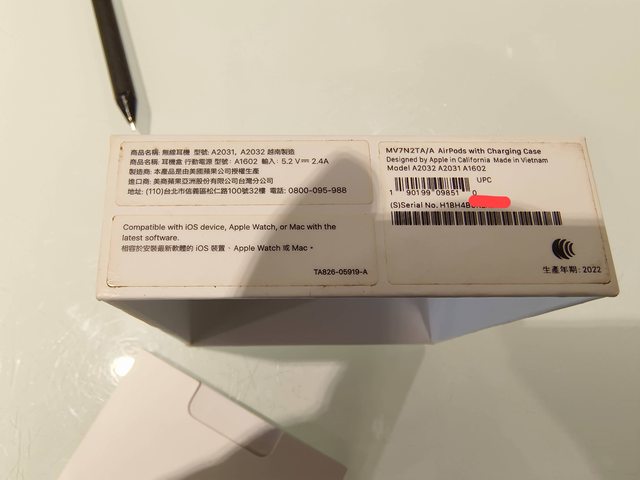 商品名稱: 無線耳機 型號: A2031, A2032 越南製造
商品名稱: 耳機盒 行動電源 型號: A1602 輸入: 5.2 V⎓ 2.4A
製造商: 本產品是由美國蘋果公司授權生產
進口商: 美商蘋果亞洲股份有限公司台灣分公司
地址: (110)台北市信義區松仁路100號32樓 電話: 0800-095-988
Compatible with iOS device, Apple Watch, or Mac with the
latest software.
相容於安裝最新軟體的 iOS 裝置、Apple Watch 或 Mac。
TA826-05919-A
MV7N2TA/A AirPods with Charging Case
Designed by Apple in California Made in Vietnam
Model A2032 A2031 A1602
UPC
1 90199 09851 0
(S)Serial No. H18H4B
生產年期: 2022